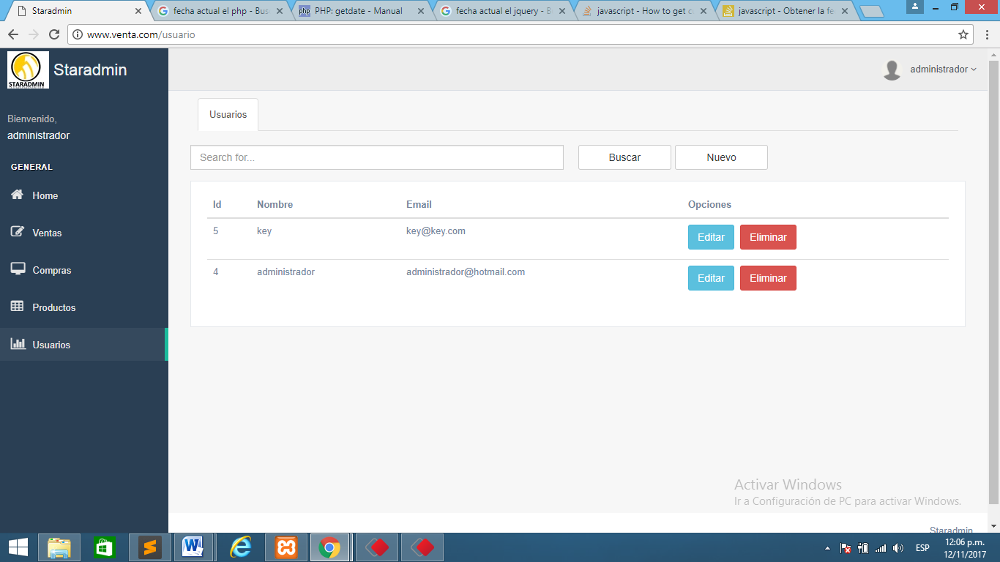 Staradmin
fecha actual el php - Bus
PHP: getdate - Manual
fecha actual el jquery - B
javascript - How to get c
javascript - Obtener la fe
www.venta.com/usuario
STARADMIN
Staradmin
administrador
Bienvenido,
administrador
GENERAL
Home
Ventas
Compras
Productos
Usuarios
Usuarios
Search for...
Buscar
Nuevo
Id Nombre Email Opciones
5 key key@key.com Editar Eliminar
4 administrador administrador@hotmail.com Editar Eliminar
Activar Windows
Ir a Configuración de PC para activar Windows.
Staradmin
ESP
12:06 p.m.
12/11/2017